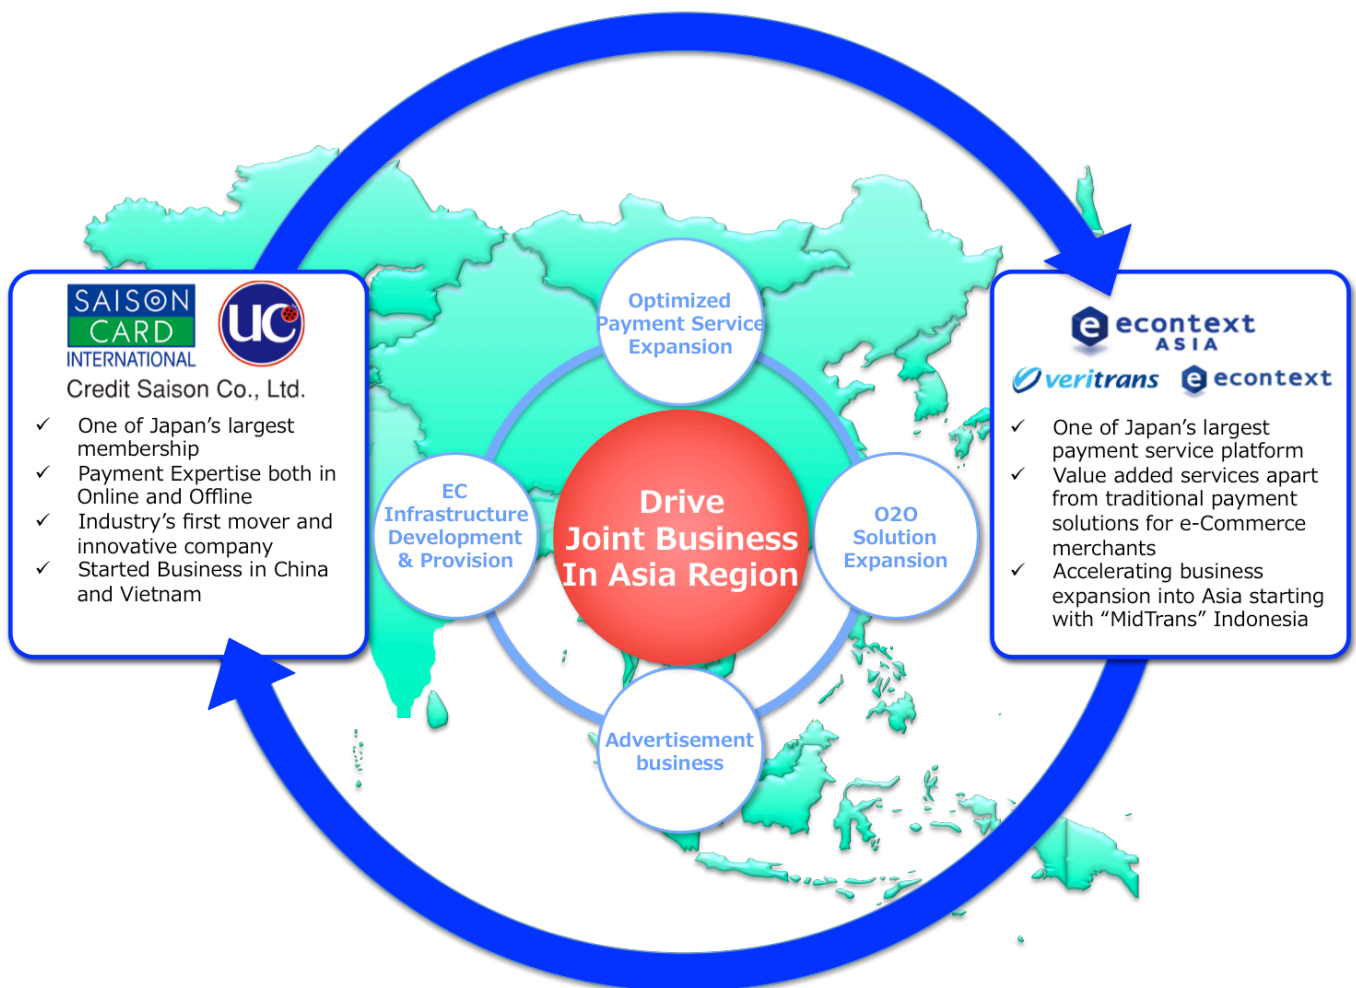 SAISON
CARD
INTERNATIONAL
UC
Credit Saison Co., Ltd.
✓ One of Japan’s largest
membership
✓ Payment Expertise both in
Online and Offline
✓ Industry’s first mover and
innovative company
✓ Started Business in China
and Vietnam
Optimized
Payment Service
Expansion
EC
Infrastructure
Development
& Provision
Drive
Joint Business
In Asia Region
O2O
Solution
Expansion
Advertisement
business
e econtext
ASIA
veritrans
e econtext
✓ One of Japan’s largest
payment service platform
✓ Value added services apart
from traditional payment
solutions for e-Commerce
merchants
✓ Accelerating business
expansion into Asia starting
with “MidTrans” Indonesia